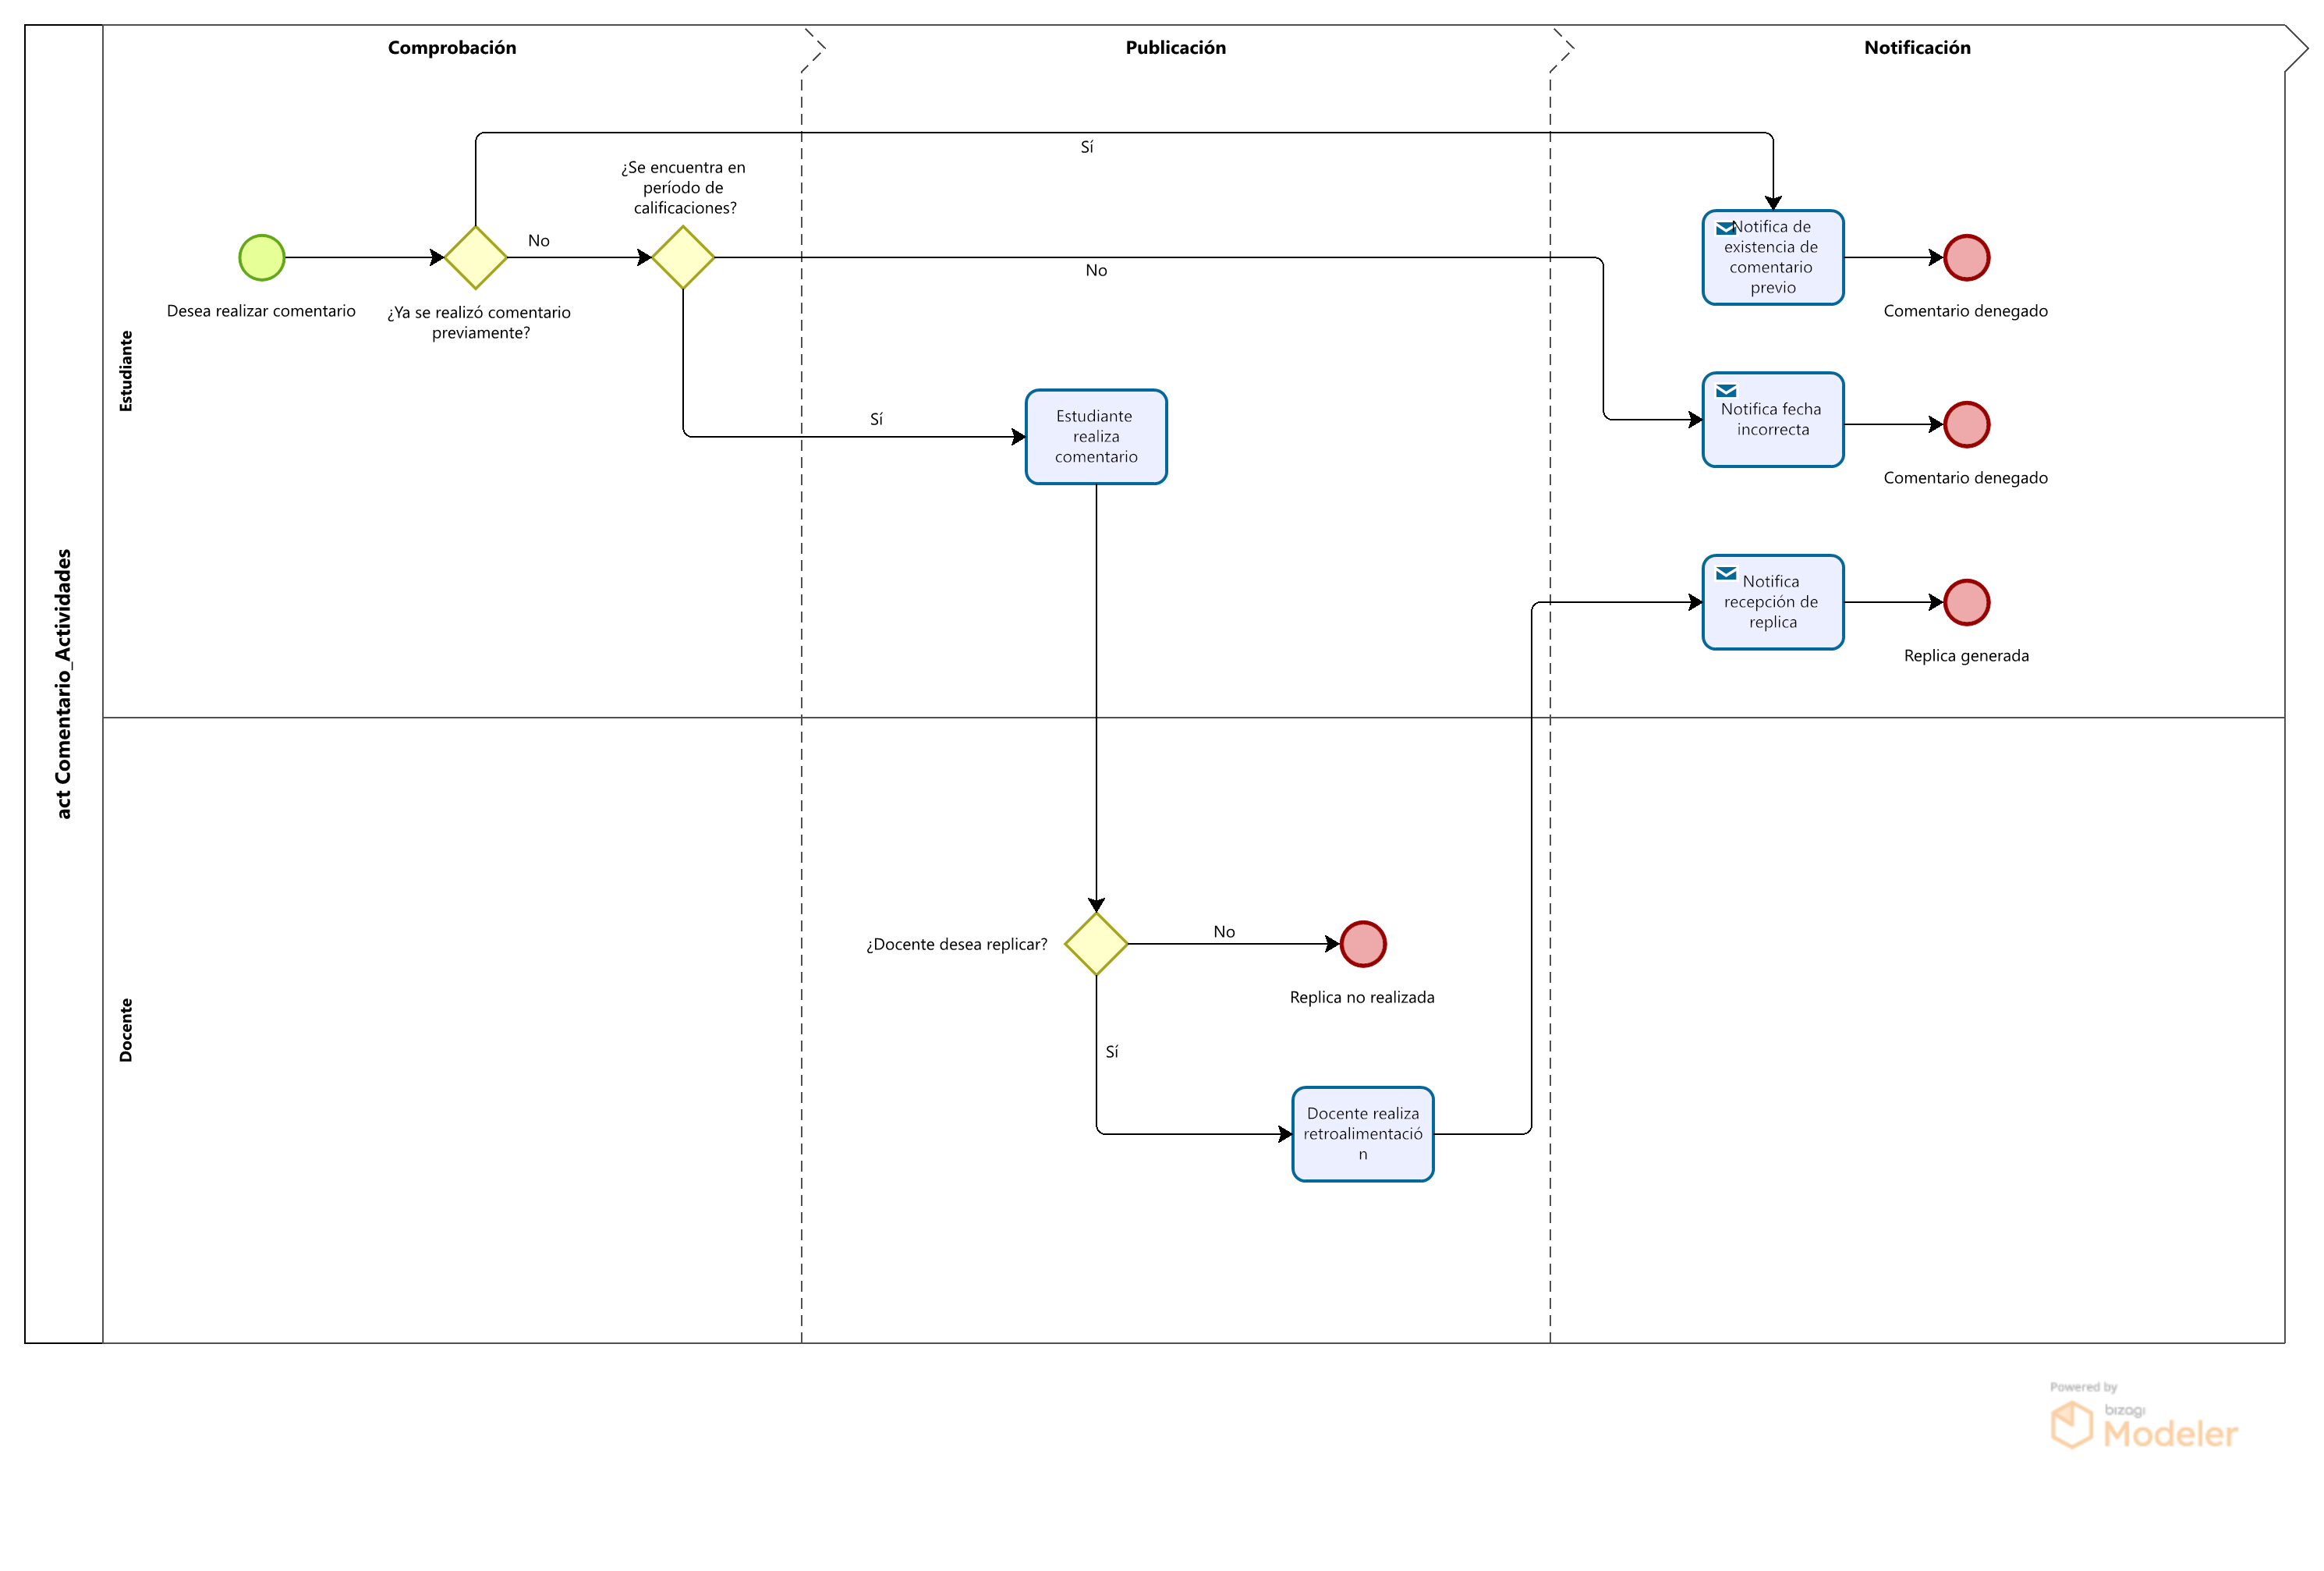 Comprobación
Publicación
Notificación
act Comentario_Actividades
Estudiante
Docente
Sí
¿Se encuentra en
período de
calificaciones?
No
No
Desea realizar comentario
¿Ya se realizó comentario
previamente?
Notifica de
existencia de
comentario
previo
Comentario denegado
Sí
Estudiante
realiza
comentario
Notifica fecha
incorrecta
Comentario denegado
Notifica
recepción de
replica
Replica generada
¿Docente desea replicar?
No
Replica no realizada
Sí
Docente realiza
retroalimentació
n
Powered by
bizagi
Modeler